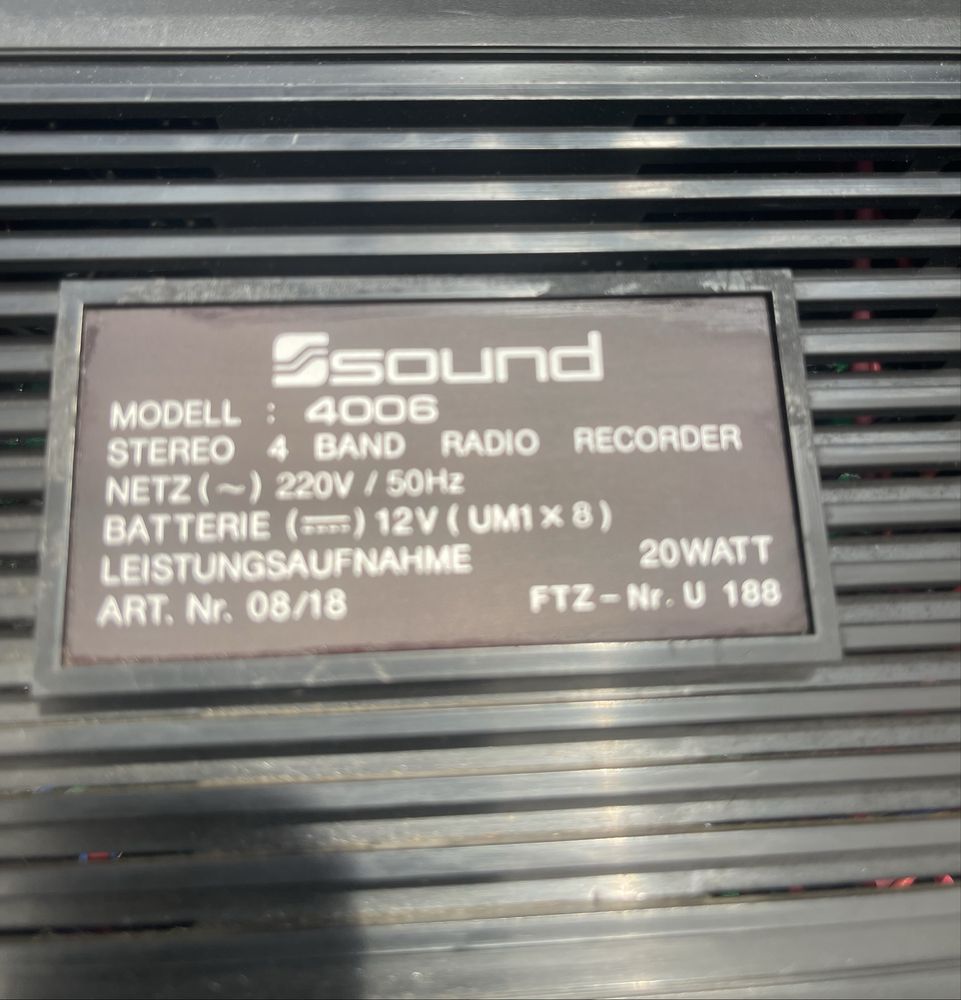 sound
MODELL : 4006
STEREO 4 BAND RADIO RECORDER
NETZ (~) 220V / 50Hz
BATTERIE (⎓) 12V ( UM1 X 8 )
LEISTUNGSAUFNAHME 20WATT
ART. Nr. 08/18 FTZ-Nr. U 188